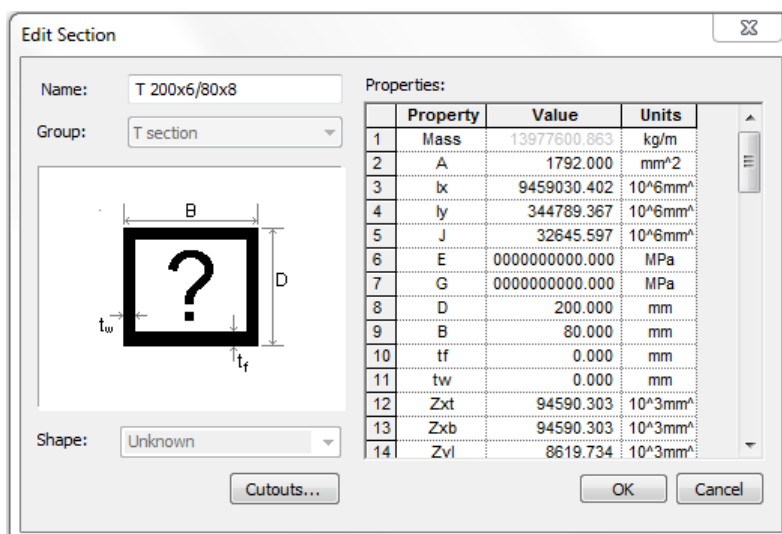 Edit Section
Name: T 200x6/80x8
Group: T section
B
?
D
tw
tf
Shape: Unknown
Cutouts...
Properties:
Property Value Units
1 Mass 13977600.863 kg/m
2 A 1792.000 mm^2
3 Ix 9459030.402 10^6mm^
4 Iy 344789.367 10^6mm^
5 J 32645.597 10^6mm^
6 E 0000000000.000 MPa
7 G 0000000000.000 MPa
8 D 200.000 mm
9 B 80.000 mm
10 tf 0.000 mm
11 tw 0.000 mm
12 Zxt 94590.303 10^3mm^
13 Zxb 94590.303 10^3mm^
14 Zyl 8619.734 10^3mm^
OK Cancel